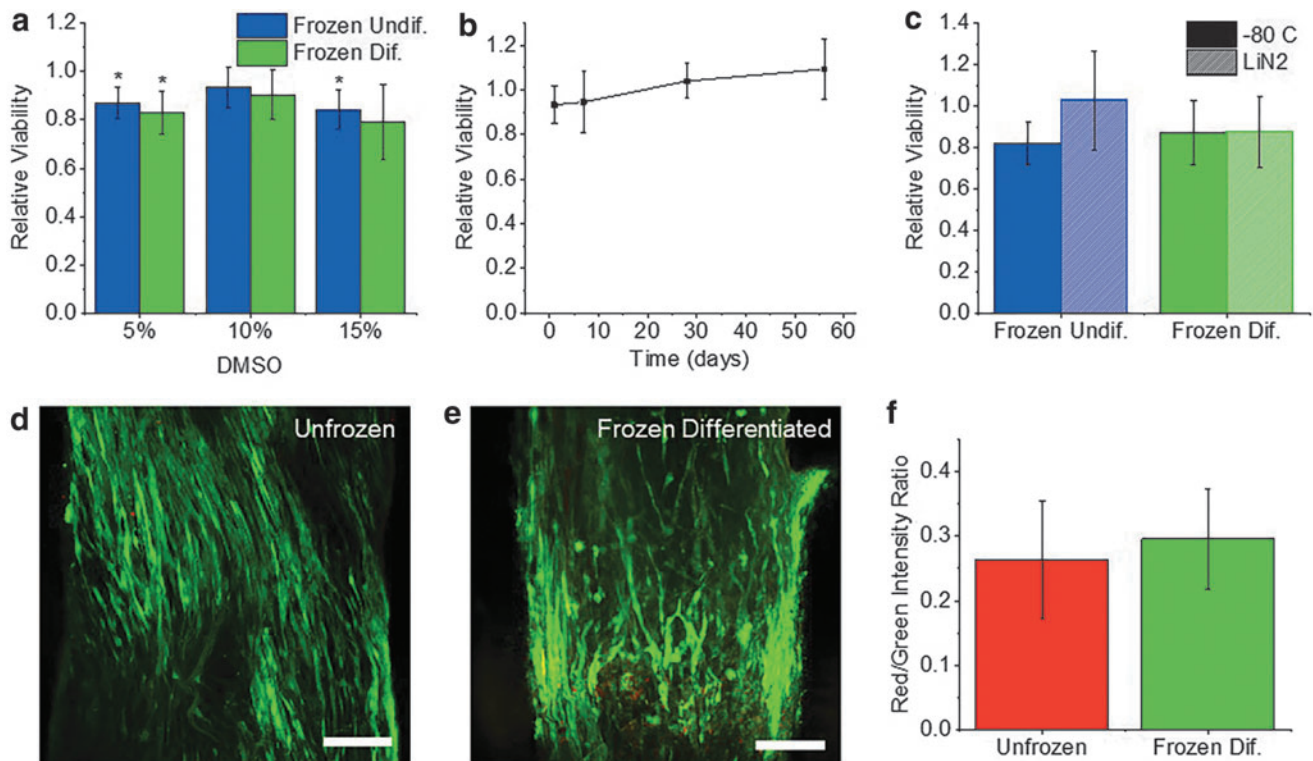 a
1.2
1.0
0.8
0.6
0.4
0.2
0.0
Relative Viability
Frozen Undif.
Frozen Dif.
* * *
5% 10% 15%
DMSO
b
1.2
1.0
0.8
0.6
0.4
0.2
0.0
Relative Viability
0 10 20 30 40 50 60
Time (days)
c
1.4
1.2
1.0
0.8
0.6
0.4
0.2
0.0
Relative Viability
-80 C
LiN2
Frozen Undif. Frozen Dif.
d
Unfrozen
e
Frozen Differentiated
f
0.4
0.3
0.2
0.1
0.0
Red/Green Intensity Ratio
Unfrozen Frozen Dif.